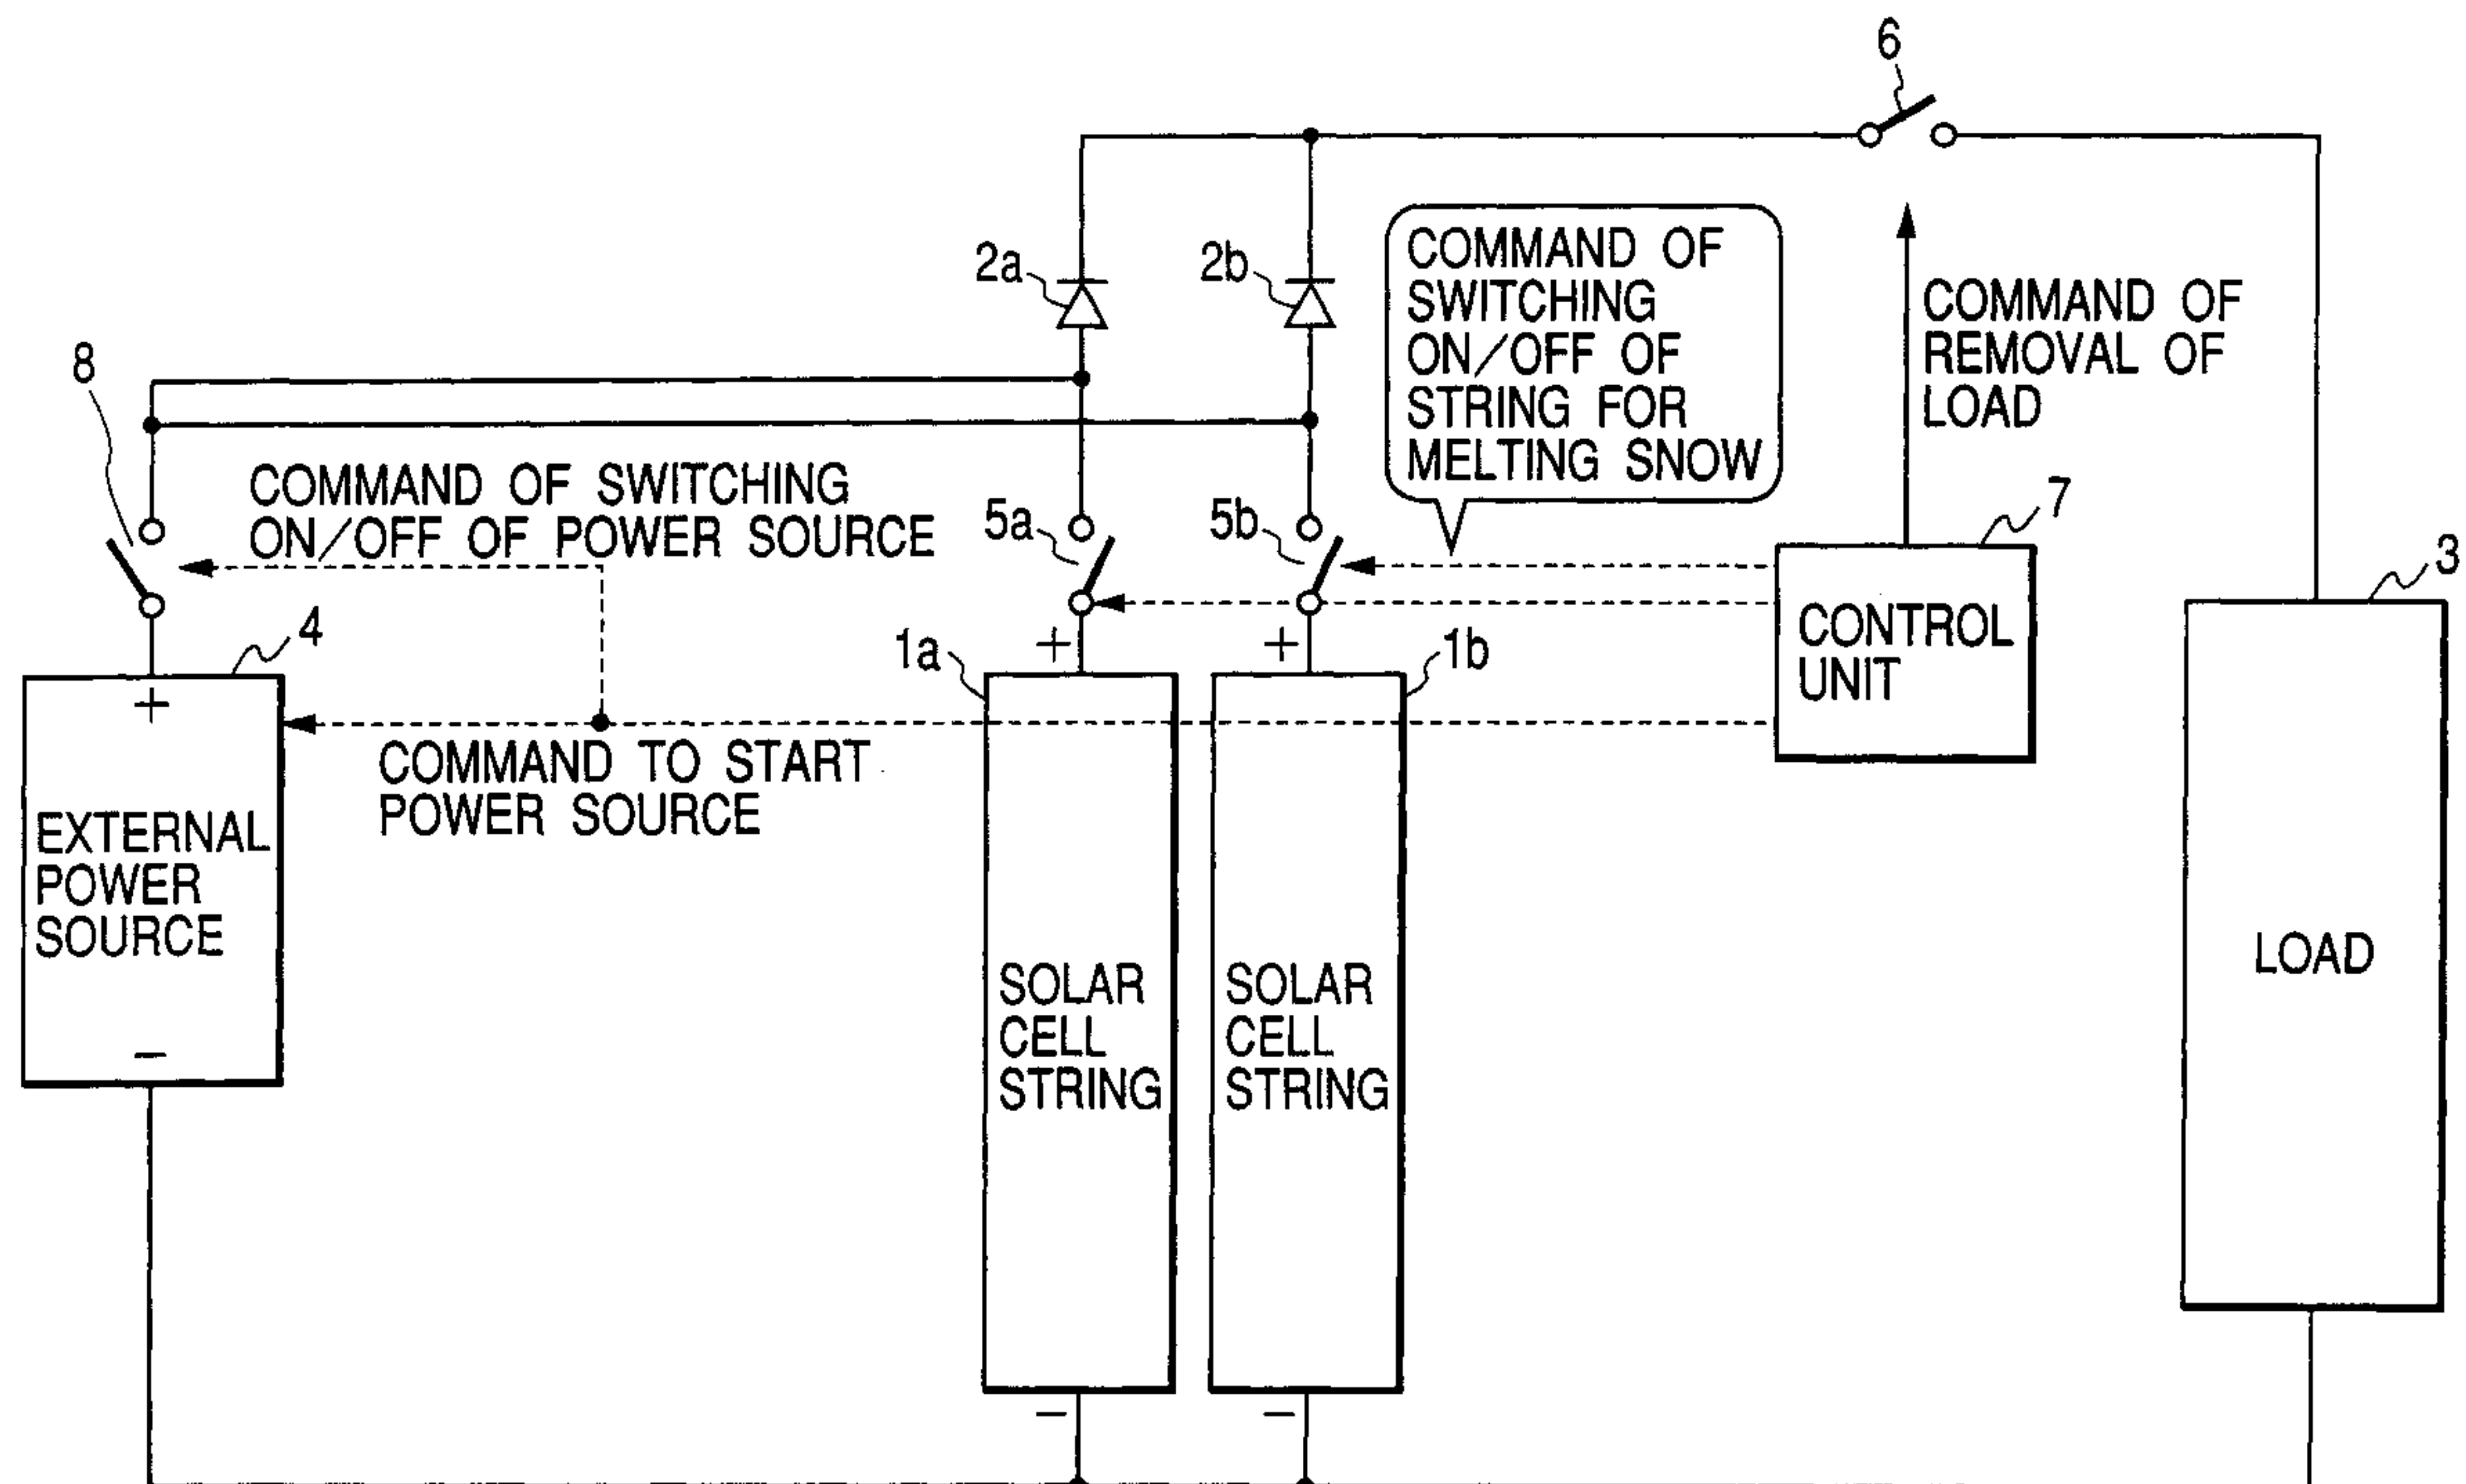 6
2a
2b
COMMAND OF
SWITCHING
ON/OFF OF
STRING FOR
MELTING SNOW
COMMAND OF
REMOVAL OF
LOAD
8
COMMAND OF SWITCHING
ON/OFF OF POWER SOURCE
5a
5b
7
3
4
1a
+
+
1b
CONTROL
UNIT
+
COMMAND TO START
POWER SOURCE
EXTERNAL
POWER
SOURCE
−
SOLAR
CELL
STRING
SOLAR
CELL
STRING
LOAD
−
−